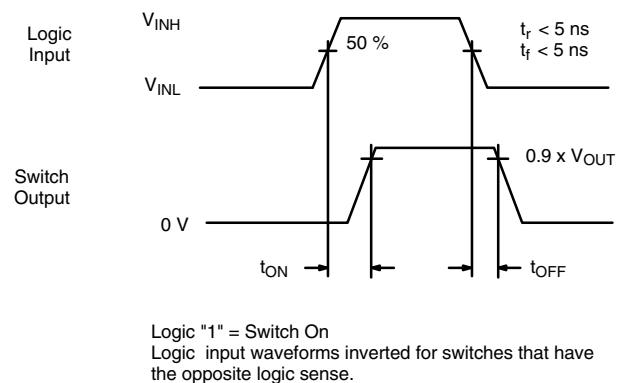 Logic
Input
V_INH
50 %
t_r < 5 ns
t_f < 5 ns
V_INL
Switch
Output
0.9 x V_OUT
0 V
t_ON
t_OFF
Logic "1" = Switch On
Logic input waveforms inverted for switches that have
the opposite logic sense.